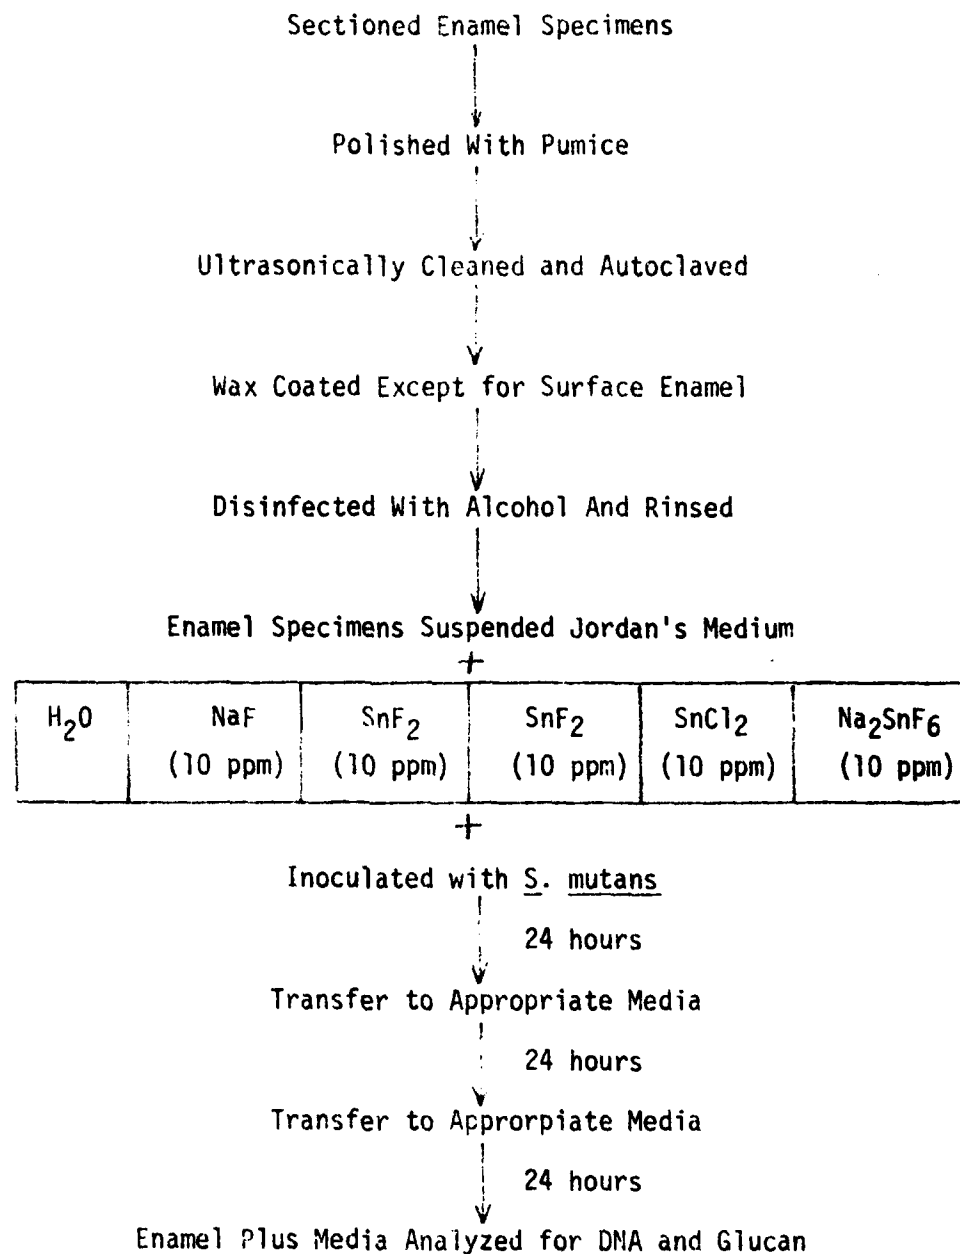 Sectioned Enamel Specimens
Polished With Pumice
Ultrasonically Cleaned and Autoclaved
Wax Coated Except for Surface Enamel
Disinfected With Alcohol And Rinsed
Enamel Specimens Suspended Jordan's Medium
+
H₂O NaF SnF₂ SnF₂ SnCl₂ Na₂SnF₆
(10 ppm) (10 ppm) (10 ppm) (10 ppm) (10 ppm)
+
Inoculated with S. mutans
24 hours
Transfer to Appropriate Media
24 hours
Transfer to Approrpiate Media
24 hours
Enamel Plus Media Analyzed for DNA and Glucan